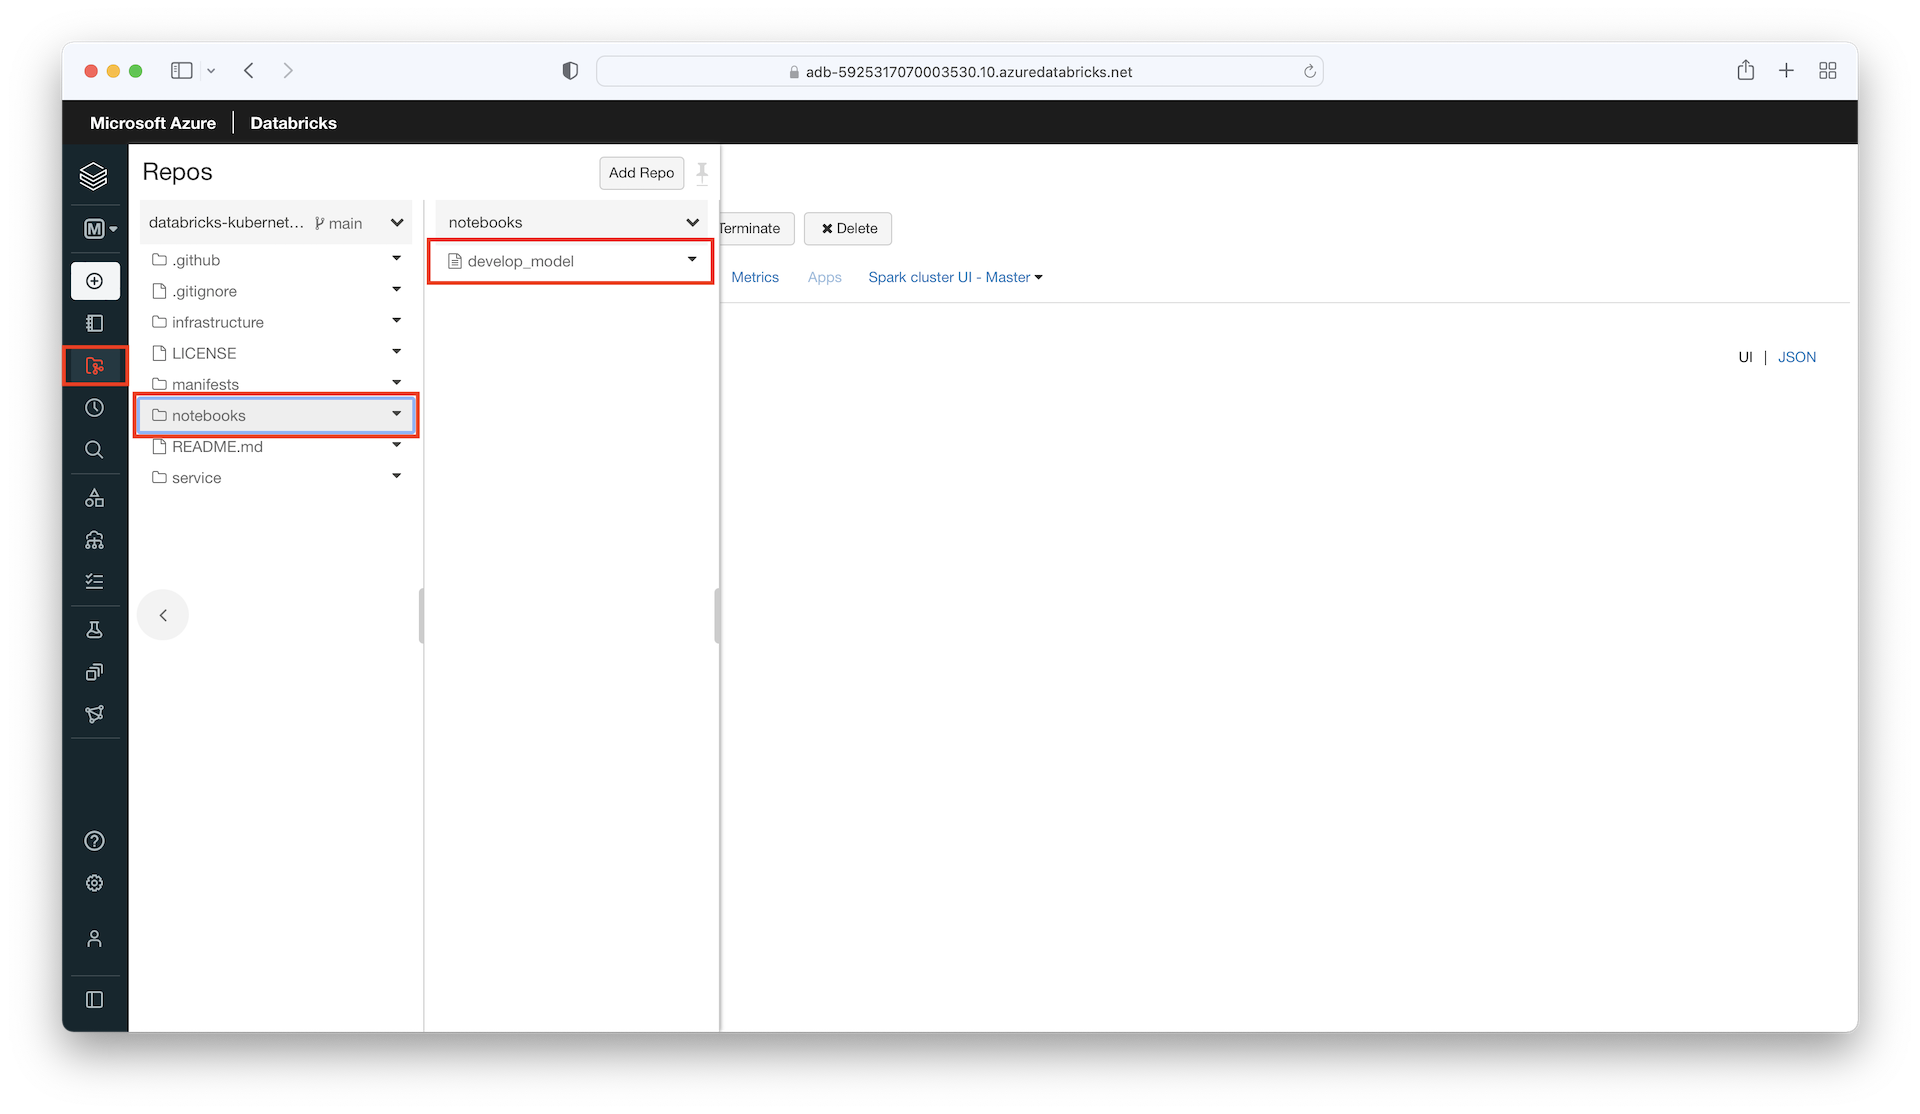 adb-5925317070003530.10.azuredatabricks.net
Microsoft Azure | Databricks
Repos
Add Repo
M
databricks-kubernet... main
notebooks
Terminate
Delete
.github
develop_model
Metrics
Apps
Spark cluster UI - Master
.gitignore
infrastructure
LICENSE
UI | JSON
manifests
notebooks
README.md
service